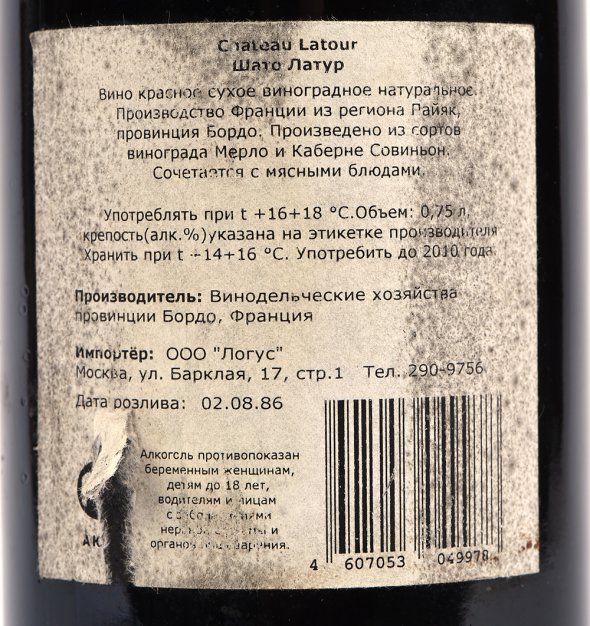 Chateau Latour
Шато Латур
Вино красное сухое виноградное натуральное.
Производство Франции из региона Райяк,
провинция Бордо. Произведено из сортов
винограда Мерло и Каберне Совиньон.
Сочетается с мясными блюдами.
Употреблять при t +16+18 °C.Объем: 0,75 л,
крепость(алк.%)указана на этикетке производителя
Хранить при t +14+16 °C. Употребить до 2010 года
Производитель: Винодельческие хозяйства
провинции Бордо, Франция
Импортёр: ООО "Логус"
Москва, ул. Барклая, 17, стр.1 Тел. 290-9756
Дата розлива: 02.08.86
Алкоголь противопоказан
беременным женщинам,
детям до 18 лет,
водителям и лицам
с
нер и
органов
АК
4 607053 049978